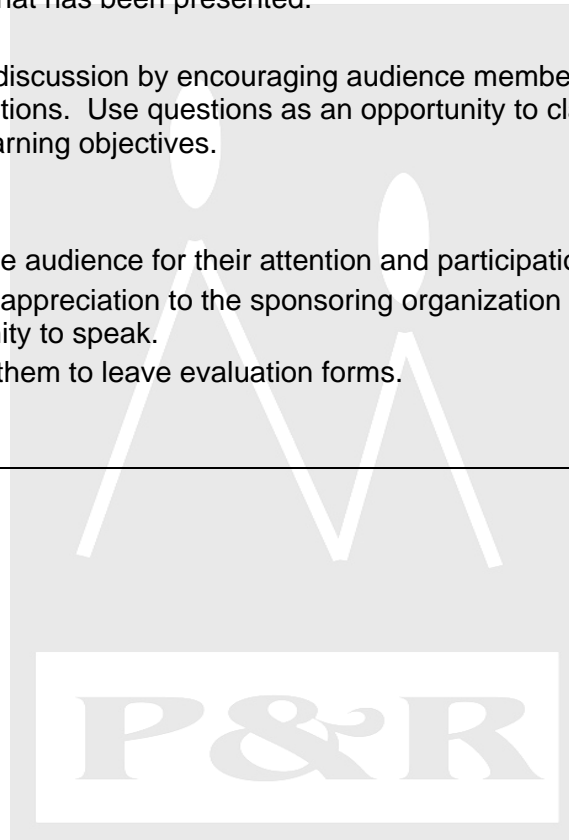 hat has been presented.
discussion by encouraging audience membe
tions.  Use questions as an opportunity to cl
arning objectives.
e audience for their attention and participatio
appreciation to the sponsoring organization
nity to speak.
them to leave evaluation forms.
P&R